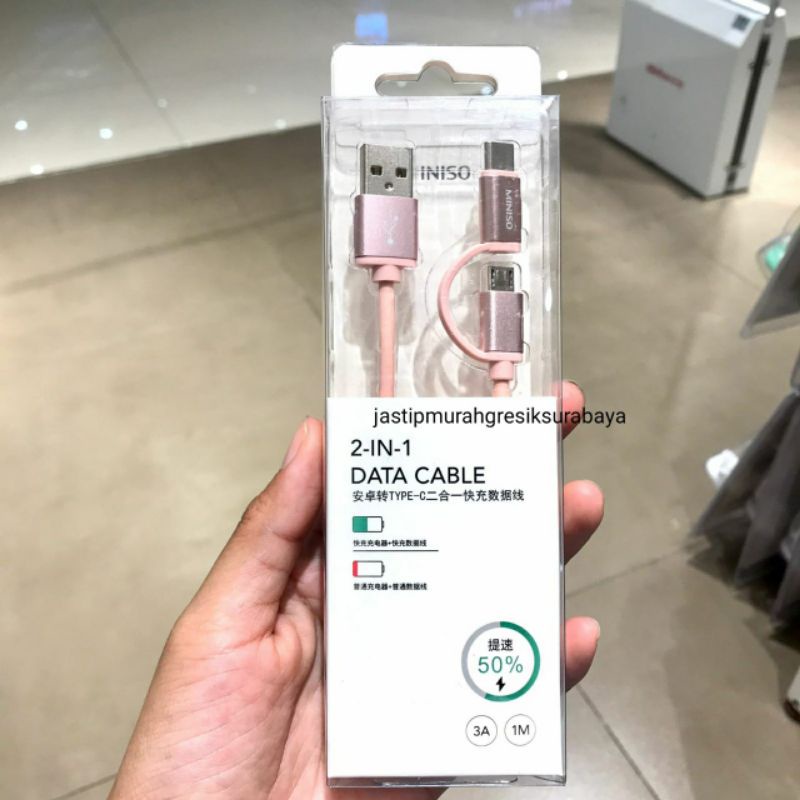 INISO
MINISO
jastipmurahgresiksurabaya
2-IN-1
DATA CABLE
安卓转TYPE-C二合一快充数据线
快充充电器+快充数据线
普通充电器+普通数据线
提速
50%
3A
1M